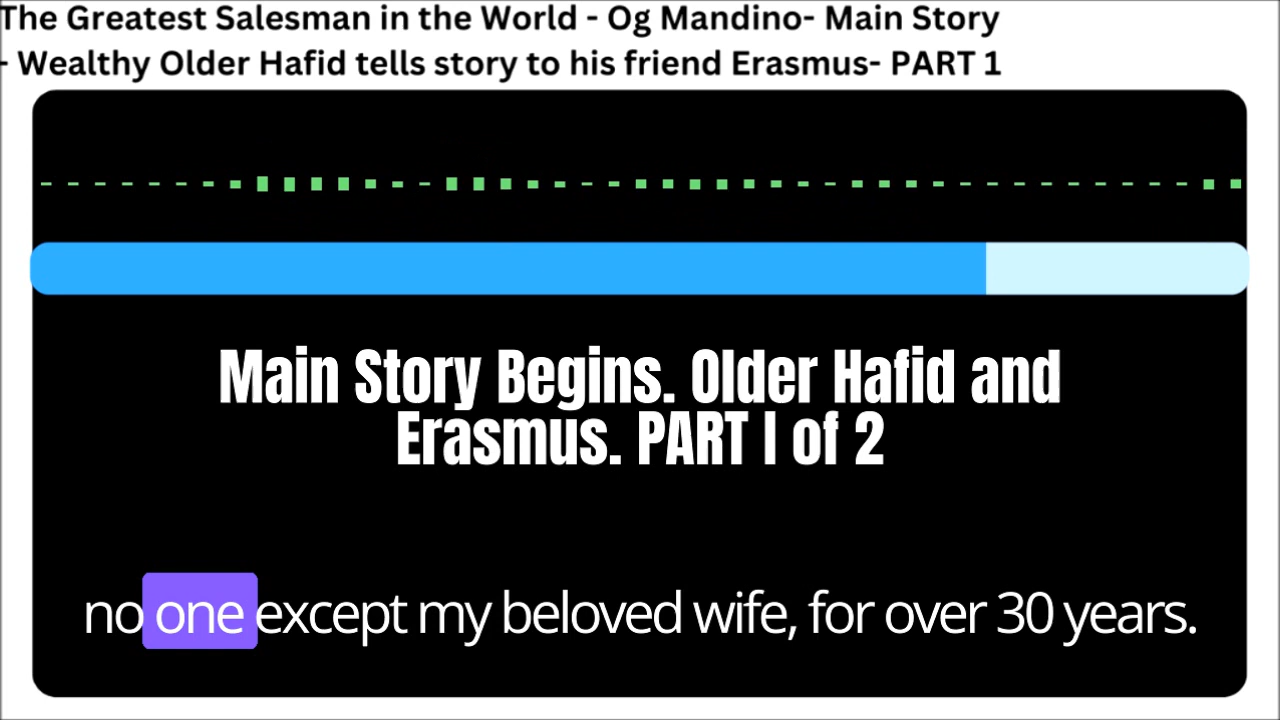 The Greatest Salesman in the World - Og Mandino- Main Story
- Wealthy Older Hafid tells story to his friend Erasmus- PART 1
Main Story Begins. Older Hafid and
Erasmus. PART I of 2
no one except my beloved wife, for over 30 years.